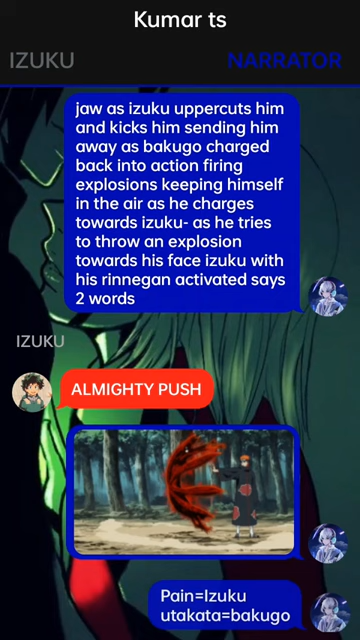 Kumar ts
IZUKU
NARRATOR
jaw as izuku uppercuts him
and kicks him sending him
away as bakugo charged
back into action firing
explosions keeping himself
in the air as he charges
towards izuku- as he tries
to throw an explosion
towards his face izuku with
his rinnegan activated says
2 words
IZUKU
ALMIGHTY PUSH
Pain=Izuku
utakata=bakugo